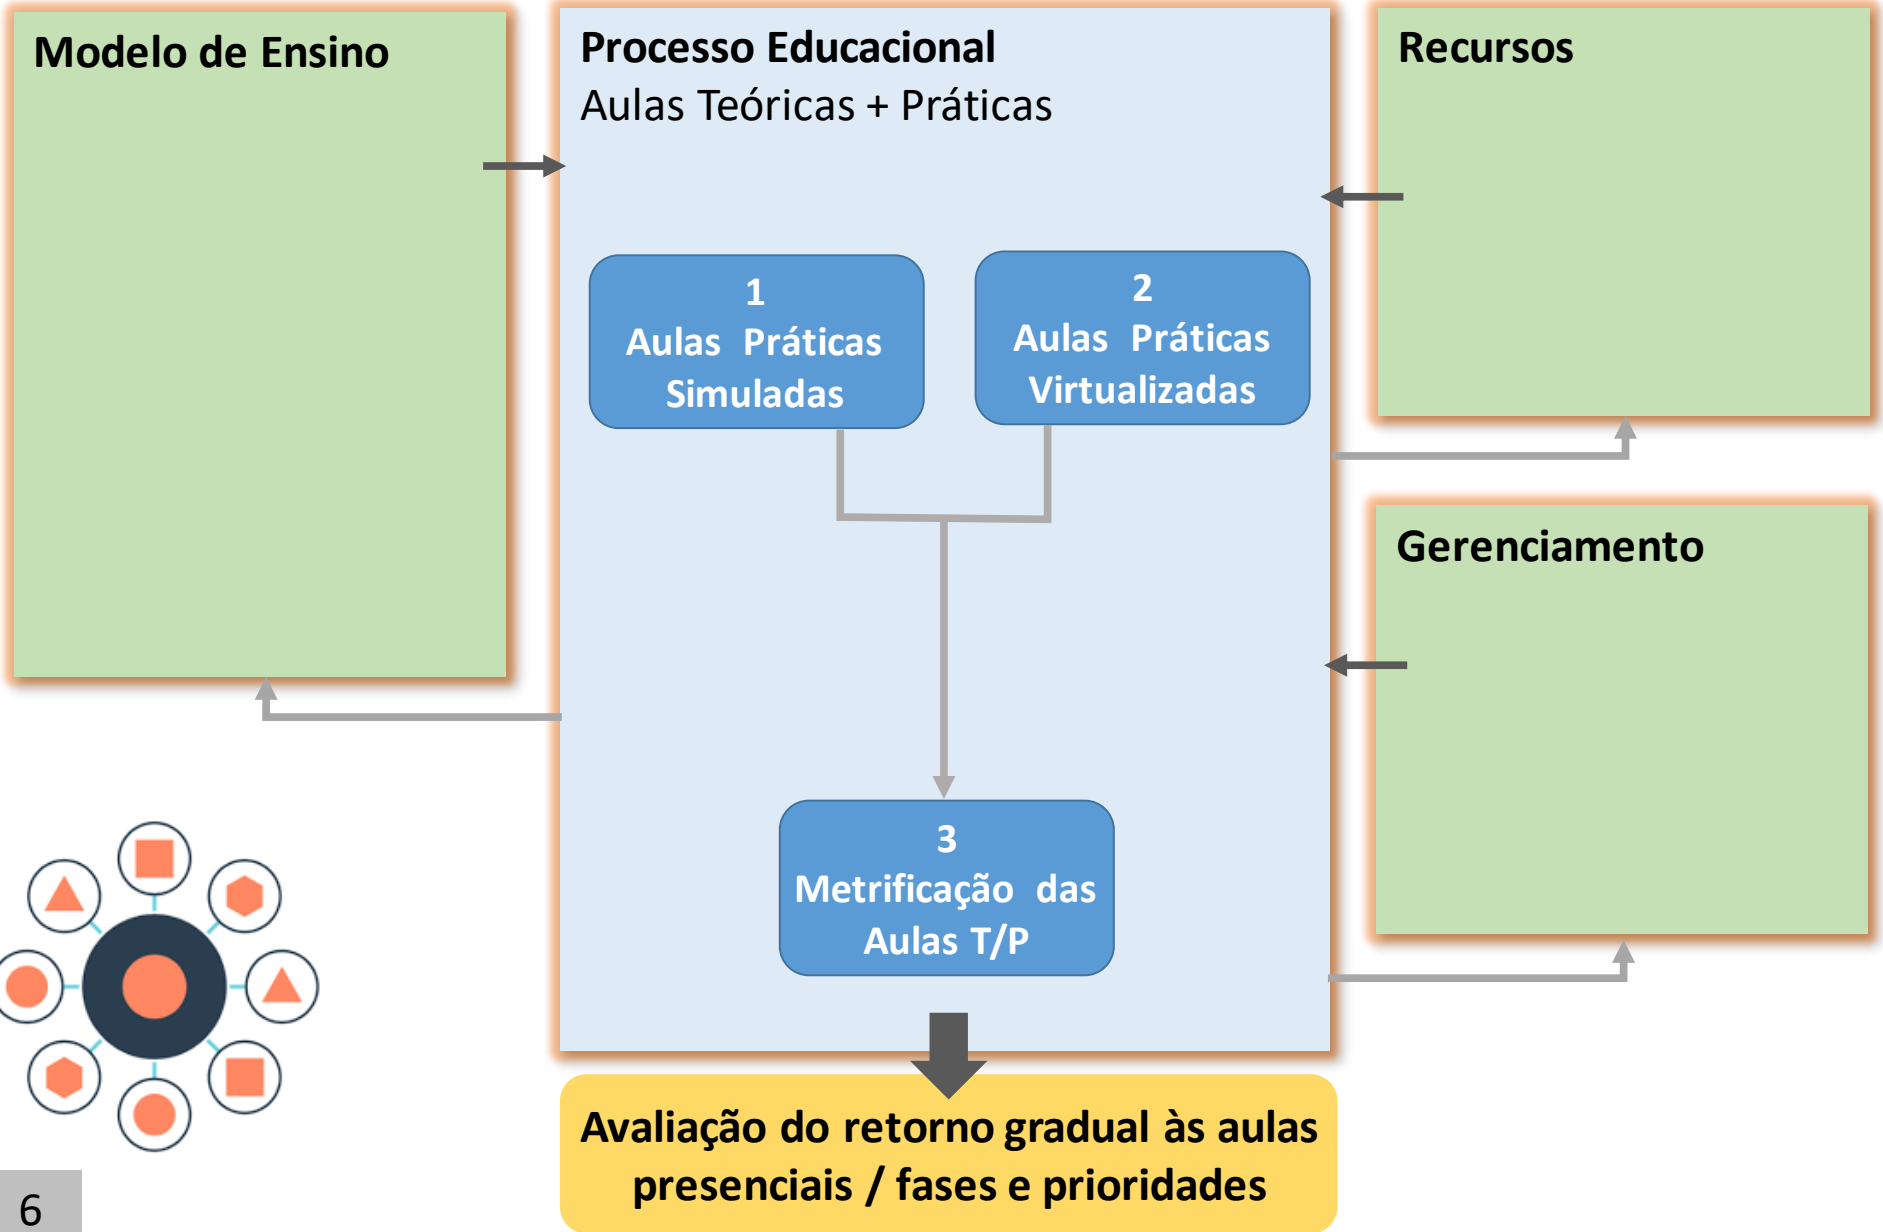 Modelo de Ensino
Processo Educacional
Aulas Teóricas + Práticas
Recursos
1
Aulas Práticas
Simuladas
2
Aulas Práticas
Virtualizadas
Gerenciamento
3
Metrificação das
Aulas T/P
Avaliação do retorno gradual às aulas
presenciais / fases e prioridades
6